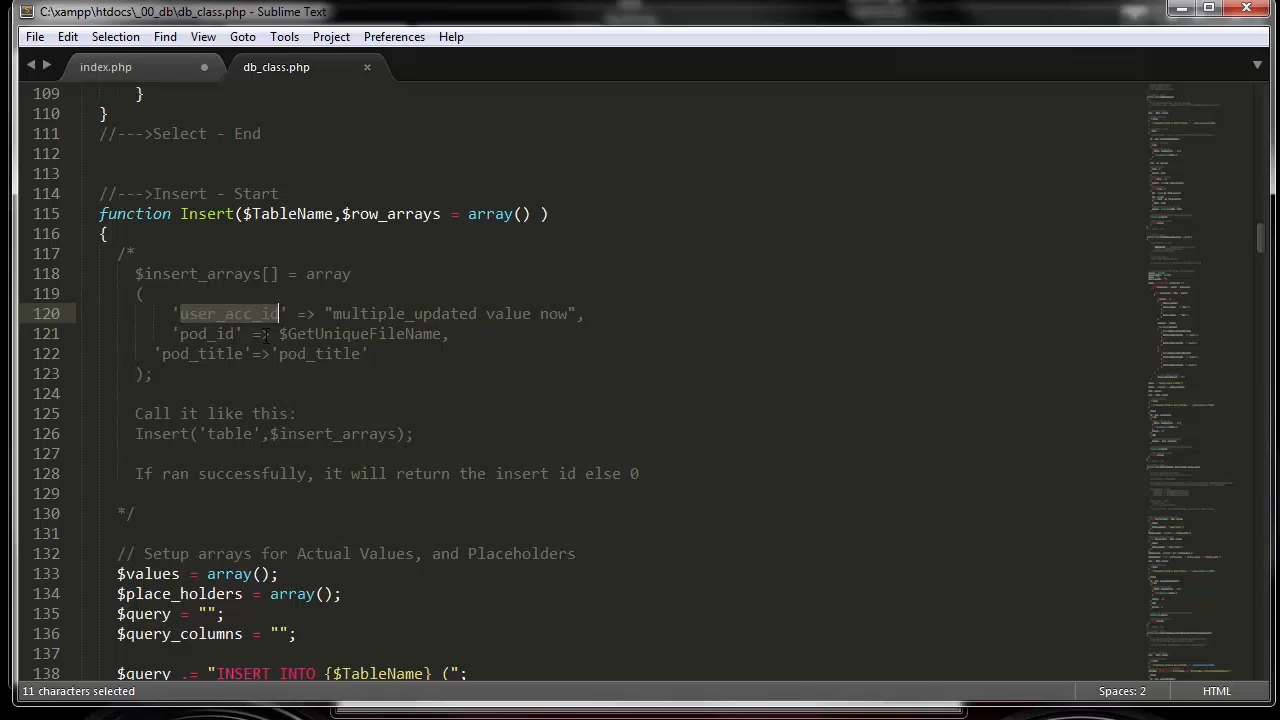 C:\xampp\htdocs\_00_db\db_class.php - Sublime Text
File Edit Selection Find View Goto Tools Project Preferences Help
index.php db_class.php
109 }
110 }
111 //--->Select - End
112
113
114 //--->Insert - Start
115 function Insert($TableName,$row_arrays = array() )
116 {
117 /*
118 $insert_arrays[] = array
119 (
120 'user_acc_id' => "multiple_updated value now",
121 'pod_id' => $GetUniqueFileName,
122 'pod_title'=>'pod_title'
123 );
124
125 Call it like this:
126 Insert('table',$insert_arrays);
127
128 If ran successfully, it will return the insert id else 0
129
130 */
131
132 // Setup arrays for Actual Values, and Placeholders
133 $values = array();
134 $place_holders = array();
135 $query = "";
136 $query_columns = "";
137
138 $query .= "INSERT INTO {$TableName} (";
11 characters selected Spaces: 2 HTML